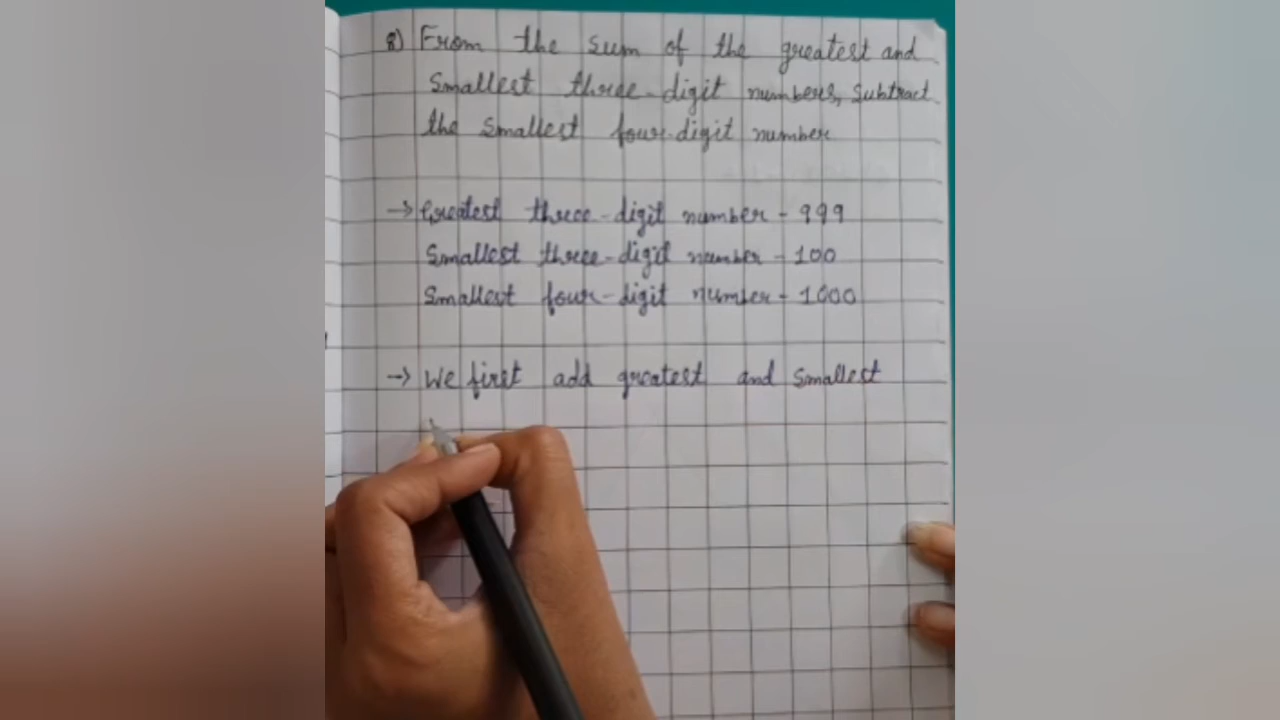 8) From the sum of the greatest and
smallest three-digit numbers, subtract
the smallest four-digit number
→ Greatest three-digit number - 999
Smallest three-digit number - 100
Smallest four-digit number - 1000
→ We first add greatest and smallest